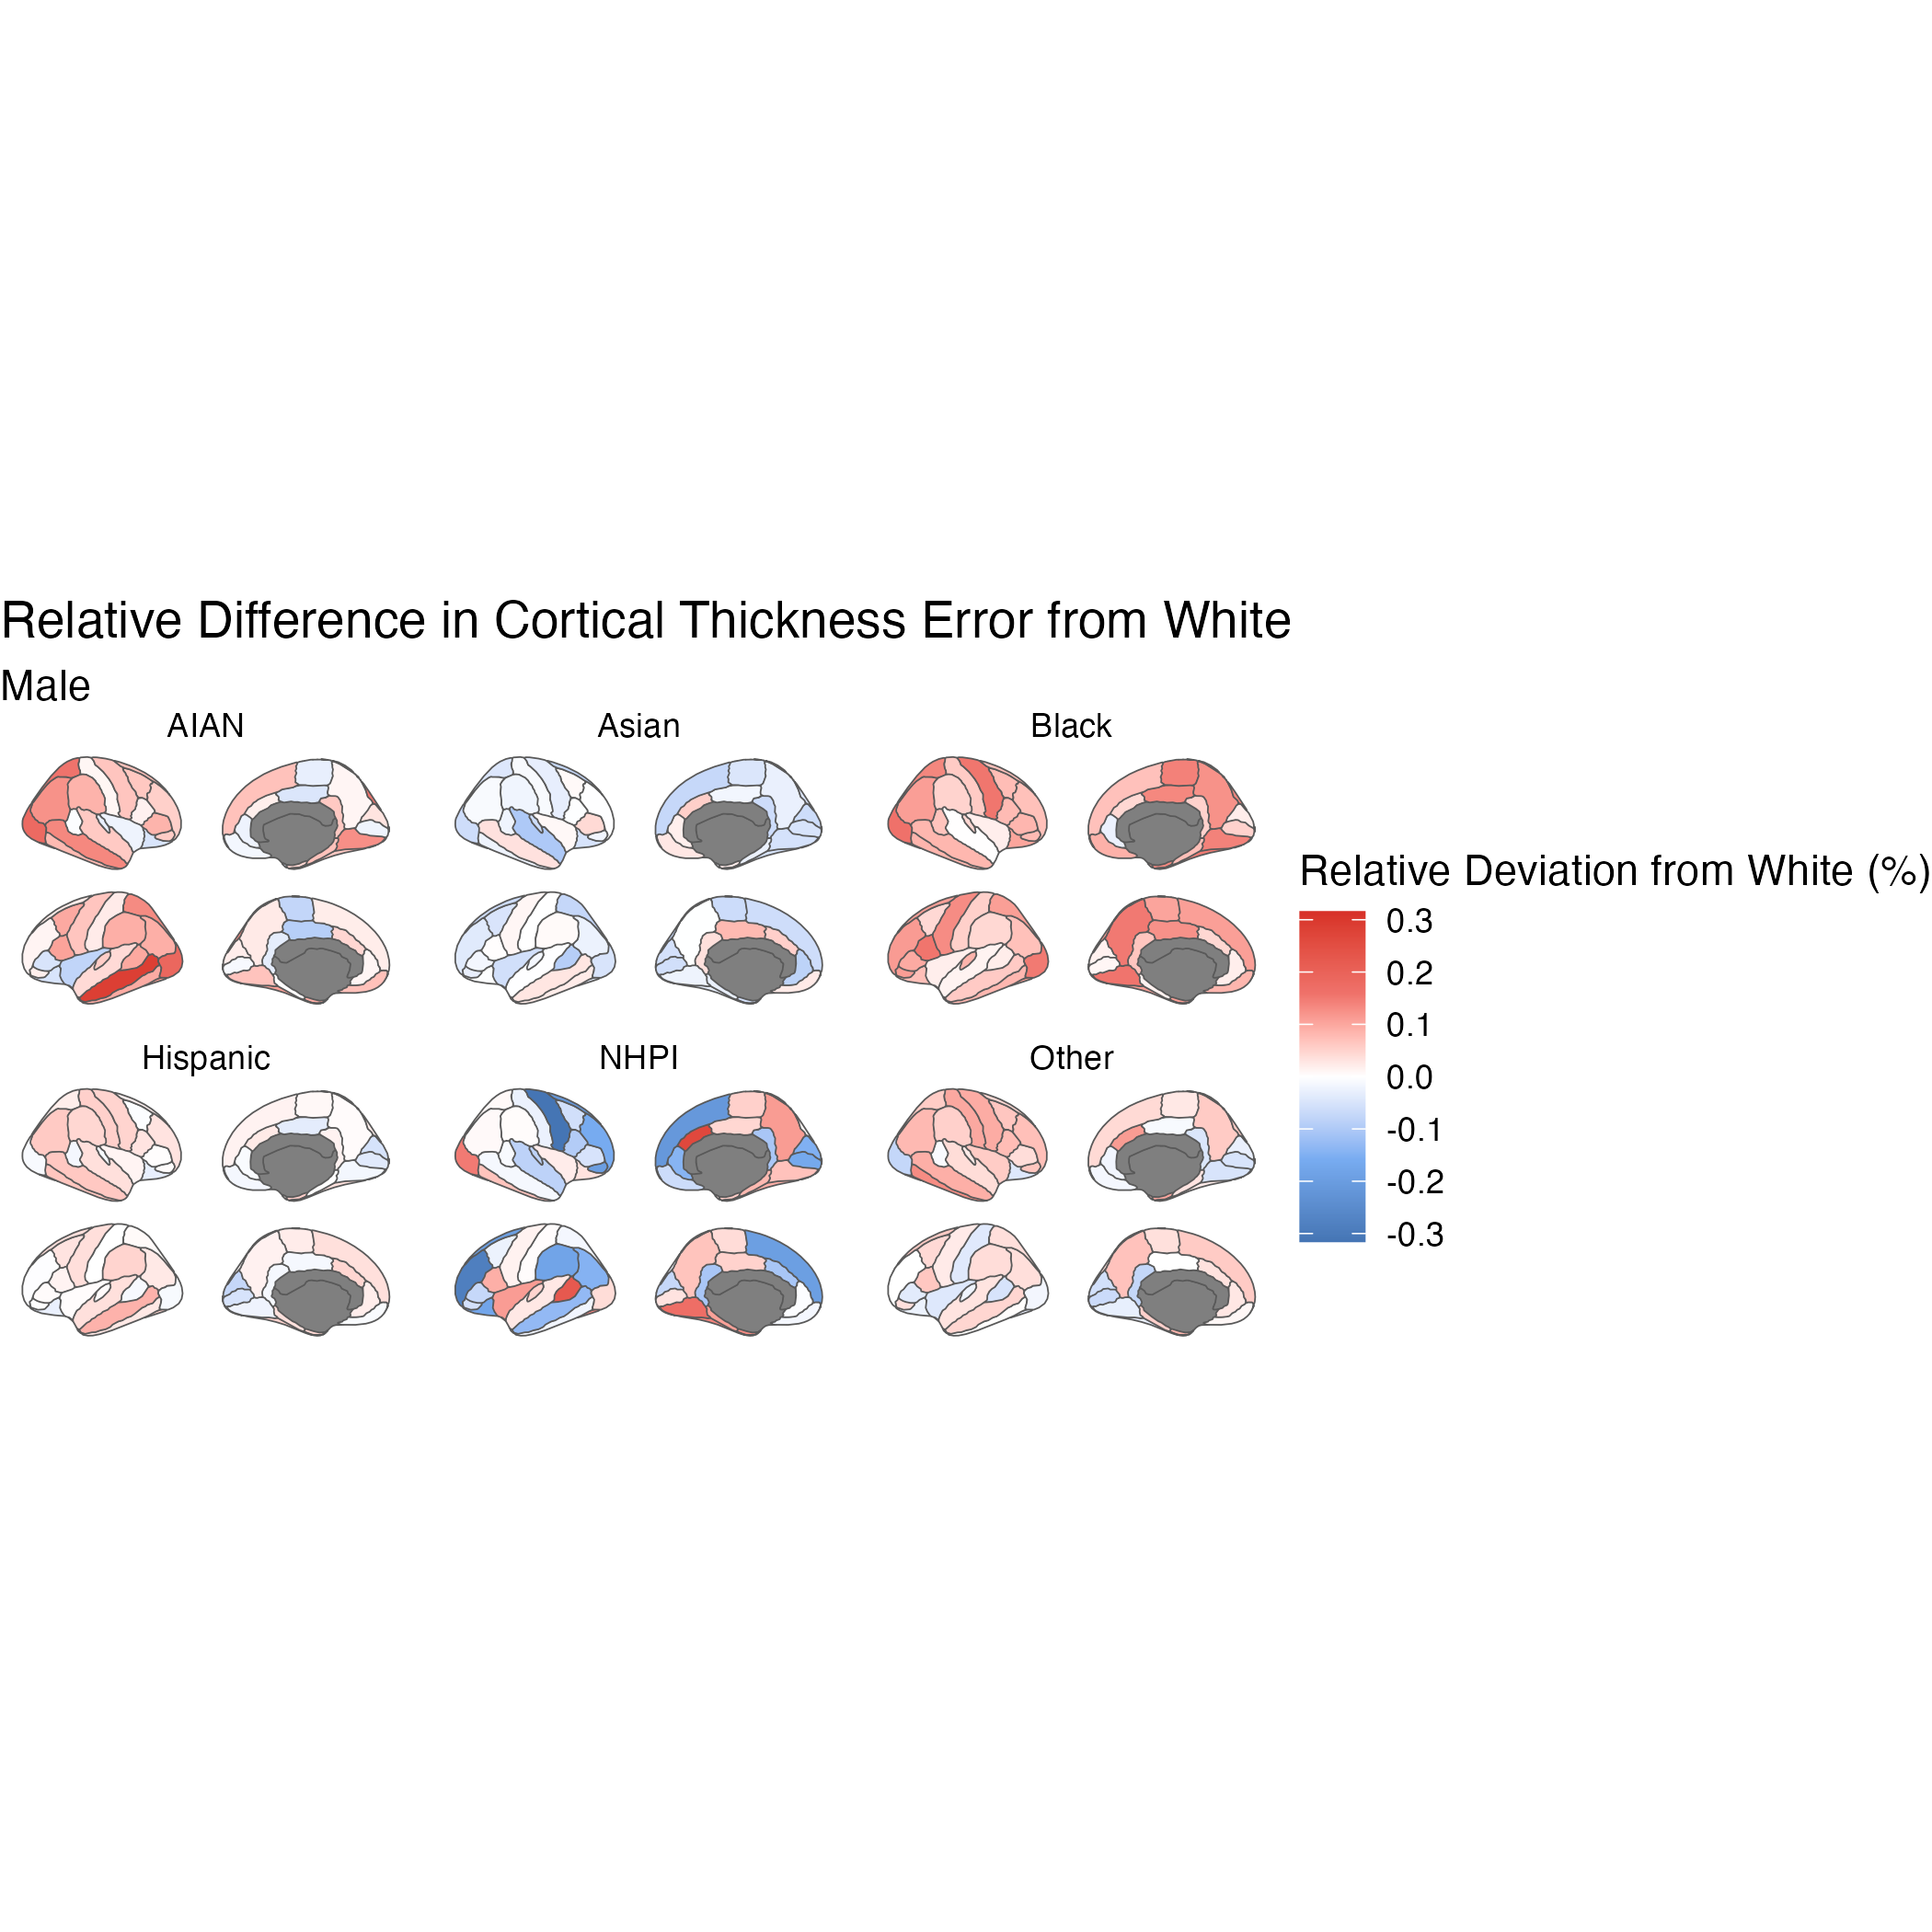 Relative Difference in Cortical Thickness Error from White
Male
AIAN
Asian
Black
Hispanic
NHPI
Other
Relative Deviation from White (%)
0.3
0.2
0.1
0.0
-0.1
-0.2
-0.3